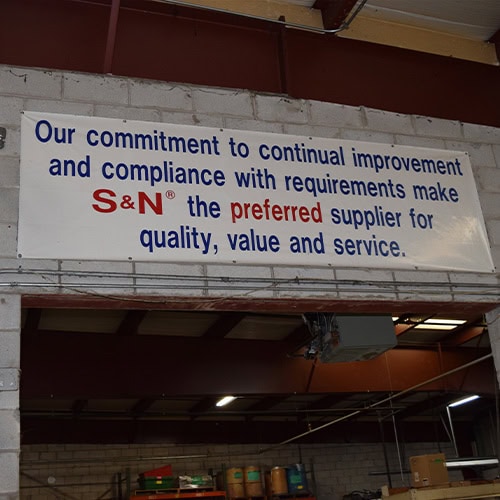 Our commitment to continual improvement
and compliance with requirements make
S&N® the preferred supplier for
quality, value and service.